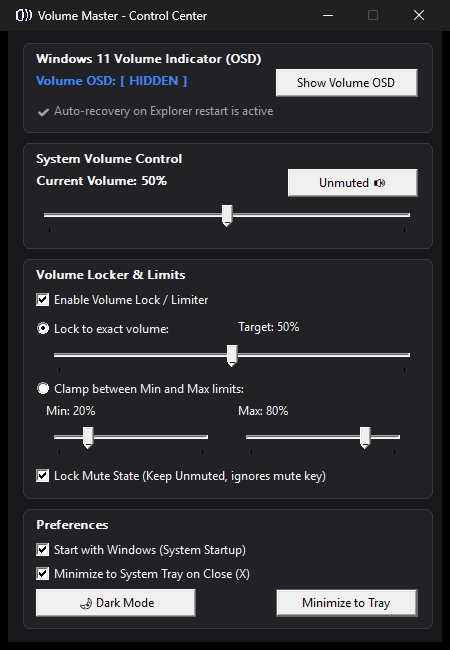 Volume Master - Control Center
Windows 11 Volume Indicator (OSD)
Volume OSD: [ HIDDEN ]
Show Volume OSD
✔ Auto-recovery on Explorer restart is active
System Volume Control
Current Volume: 50%
Unmuted 🔊
Volume Locker & Limits
Enable Volume Lock / Limiter
Lock to exact volume:
Target: 50%
Clamp between Min and Max limits:
Min: 20%
Max: 80%
Lock Mute State (Keep Unmuted, ignores mute key)
Preferences
Start with Windows (System Startup)
Minimize to System Tray on Close (X)
🌙 Dark Mode
Minimize to Tray